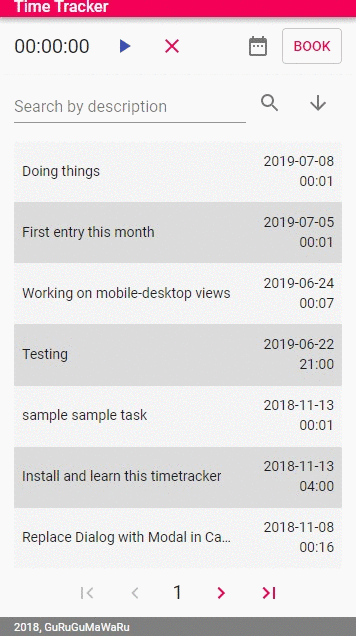 Time Tracker
00:00:00
BOOK
Search by description
Doing things
2019-07-08
00:01
First entry this month
2019-07-05
00:01
Working on mobile-desktop views
2019-06-24
00:07
Testing
2019-06-22
21:00
sample sample task
2018-11-13
00:01
Install and learn this timetracker
2018-11-13
04:00
Replace Dialog with Modal in Ca...
2018-11-08
00:16
1
2018, GuRuGuMaWaRu